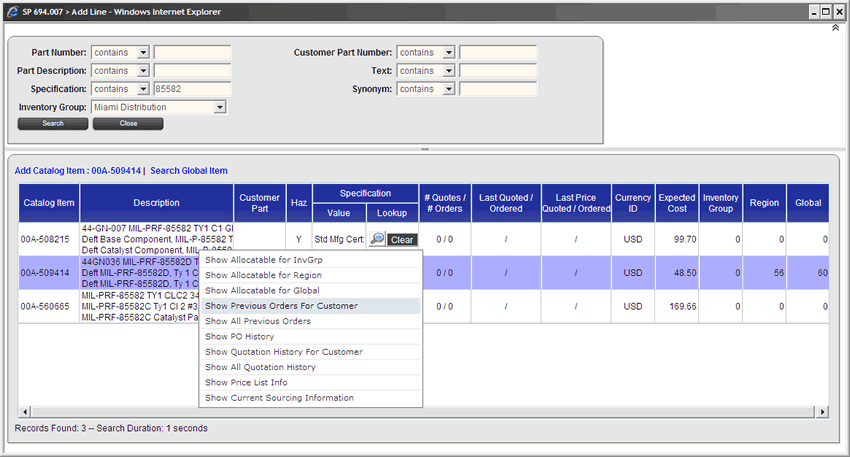 SP 694.007 > Add Line - Windows Internet Explorer
Part Number: contains
Customer Part Number: contains
Part Description: contains
Text: contains
Specification: contains 85582
Synonym: contains
Inventory Group: Miami Distribution
Search Close
Add Catalog Item : 00A-509414 | Search Global Item
Catalog Item Description Customer Part Haz Specification Value Lookup # Quotes / # Orders Last Quoted / Ordered Last Price Quoted / Ordered Currency ID Expected Cost Inventory Group Region Global
44-GN-007 MIL-PRF-85582 TY1 C1
00A-508215 Deft Base Component, MIL-P-85582 T Y Std Mfg Cert Clear 0 / 0 / / USD 99.70 0 0 0
Deft Catalyst Component, MIL-P-85582
44GN036 MIL-PRF-85582D
00A-509414 Deft MIL-PRF-85582D, Ty 1 C 0 / 0 / / USD 48.50 0 56 60
Deft MIL-PRF-85582D, Ty 1
MIL-PRF-85582 TY1 CLC2 34
00A-560665 MIL-PRF-85582C Ty1 Cl 2 #3 0 / 0 / / USD 169.66 0 0 0
MIL-PRF-85582C Catalyst Pa
Show Allocatable for InvGrp
Show Allocatable for Region
Show Allocatable for Global
Show Previous Orders For Customer
Show All Previous Orders
Show PO History
Show Quotation History For Customer
Show All Quotation History
Show Price List Info
Show Current Sourcing Information
Records Found: 3 -- Search Duration: 1 seconds